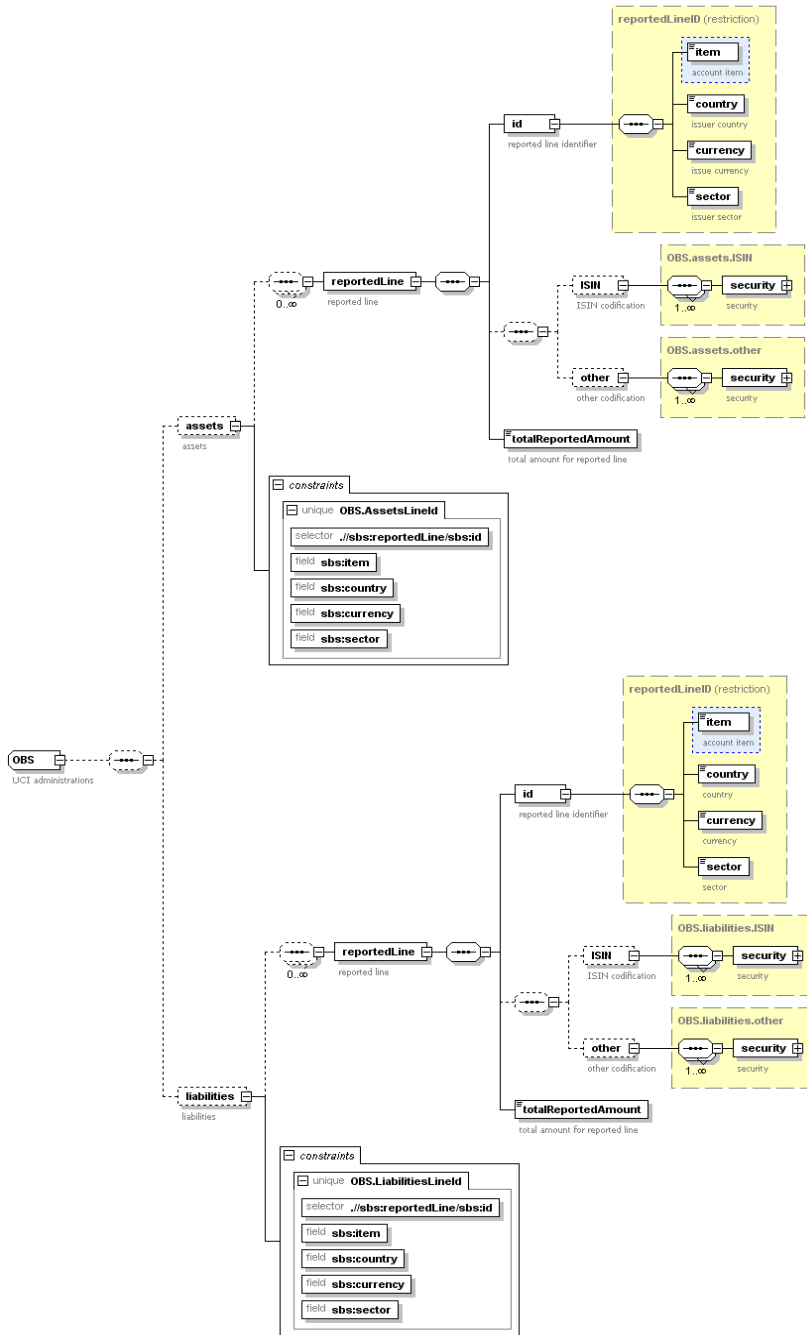 reportedLineID (restriction)
item
account item
country
issuer country
id
reported line identifier
currency
issue currency
sector
issuer sector
OBS.assets.ISIN
reportedLine
0..∞
reported line
ISIN
ISIN codification
security
1..∞
security
OBS.assets.other
other
other codification
security
1..∞
security
assets
assets
totalReportedAmount
total amount for reported line
constraints
unique OBS.AssetsLineId
selector .//sbs:reportedLine/sbs:id
field sbs:item
field sbs:country
field sbs:currency
field sbs:sector
OBS
UCI administrations
reportedLineID (restriction)
item
account item
country
country
id
reported line identifier
currency
currency
sector
sector
OBS.liabilities.ISIN
reportedLine
0..∞
reported line
ISIN
ISIN codification
security
1..∞
security
OBS.liabilities.other
other
other codification
security
1..∞
security
liabilities
liabilities
totalReportedAmount
total amount for reported line
constraints
unique OBS.LiabilitiesLineId
selector .//sbs:reportedLine/sbs:id
field sbs:item
field sbs:country
field sbs:currency
field sbs:sector